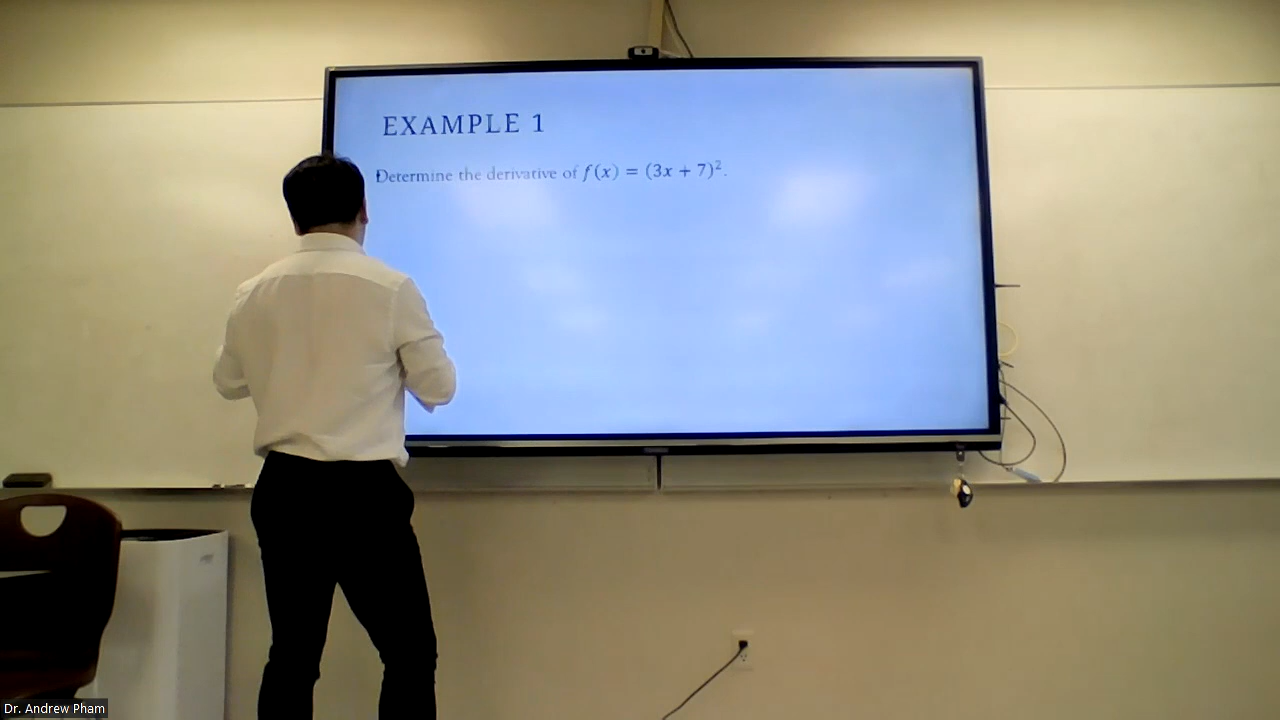 EXAMPLE 1
Determine the derivative of f(x) = (3x + 7)².
Dr. Andrew Pham